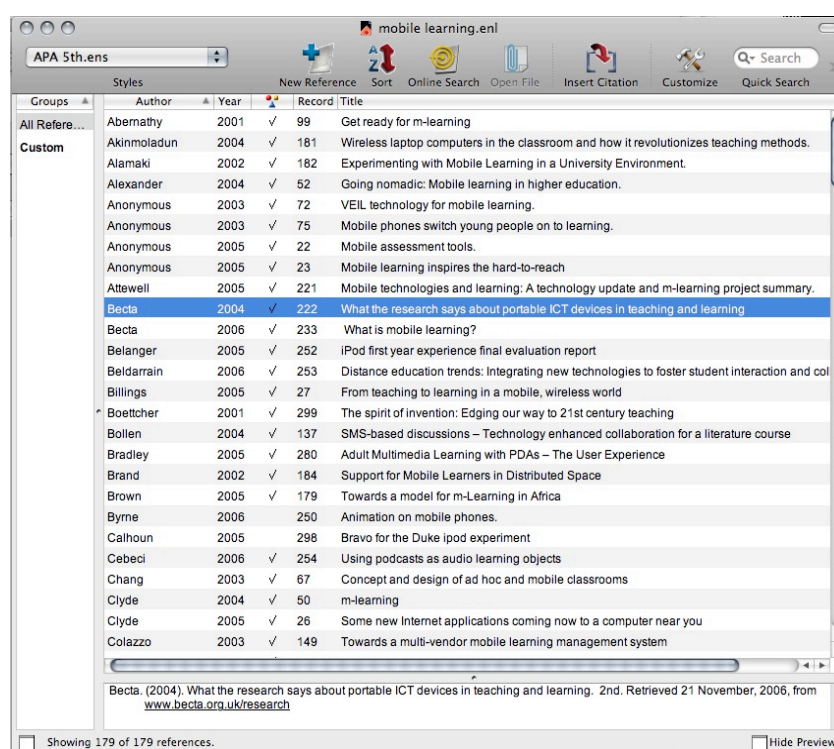 mobile learning.enl
APA 5th.ens
Search
Styles New Reference Sort Online Search Open File Insert Citation Customize Quick Search
Groups Author Year Record Title
All Refere...
Custom
Abernathy 2001 √ 99 Get ready for m-learning
Akinmoladun 2004 √ 181 Wireless laptop computers in the classroom and how it revolutionizes teaching methods.
Alamaki 2002 √ 182 Experimenting with Mobile Learning in a University Environment.
Alexander 2004 √ 52 Going nomadic: Mobile learning in higher education.
Anonymous 2003 √ 72 VEIL technology for mobile learning.
Anonymous 2003 √ 75 Mobile phones switch young people on to learning.
Anonymous 2005 √ 22 Mobile assessment tools.
Anonymous 2005 √ 23 Mobile learning inspires the hard-to-reach
Attewell 2005 √ 221 Mobile technologies and learning: A technology update and m-learning project summary.
Becta 2004 √ 222 What the research says about portable ICT devices in teaching and learning
Becta 2006 √ 233 What is mobile learning?
Belanger 2005 √ 252 iPod first year experience final evaluation report
Beldarrain 2006 √ 253 Distance education trends: Integrating new technologies to foster student interaction and col
Billings 2005 √ 27 From teaching to learning in a mobile, wireless world
Boettcher 2001 √ 299 The spirit of invention: Edging our way to 21st century teaching
Bollen 2004 √ 137 SMS-based discussions – Technology enhanced collaboration for a literature course
Bradley 2005 √ 280 Adult Multimedia Learning with PDAs – The User Experience
Brand 2002 √ 184 Support for Mobile Learners in Distributed Space
Brown 2005 √ 179 Towards a model for m-Learning in Africa
Byrne 2006 250 Animation on mobile phones.
Calhoun 2005 298 Bravo for the Duke ipod experiment
Cebeci 2006 √ 254 Using podcasts as audio learning objects
Chang 2003 √ 67 Concept and design of ad hoc and mobile classrooms
Clyde 2004 √ 50 m-learning
Clyde 2005 √ 26 Some new Internet applications coming now to a computer near you
Colazzo 2003 √ 149 Towards a multi-vendor mobile learning management system
Becta. (2004). What the research says about portable ICT devices in teaching and learning. 2nd. Retrieved 21 November, 2006, from
www.becta.org.uk/research
Showing 179 of 179 references. Hide Preview